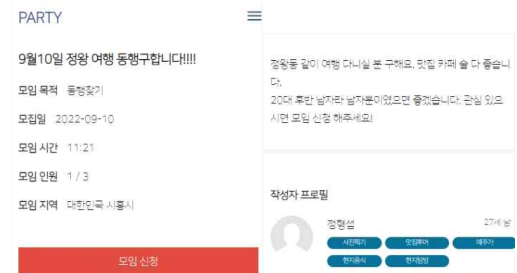 PARTY
9월10일 정왕 여행 동행구합니다!!!!
모임 목적 동행찾기
모집일 2022-09-10
모임 시간 11:21
모임 인원 1 / 3
모임 지역 대한민국 시흥시
모임 신청
정왕동 같이 여행 다니실 분 구해요, 맛집 카페 술 다 좋습니
다.
20대 후반 남자라 남자분이였으면 좋겠습니다. 관심 있으
시면 모임 신청 해주세요!
작성자 프로필
정형섭 27세·남
사진찍기 맛집투어 애주가
현지음식 현지탐방